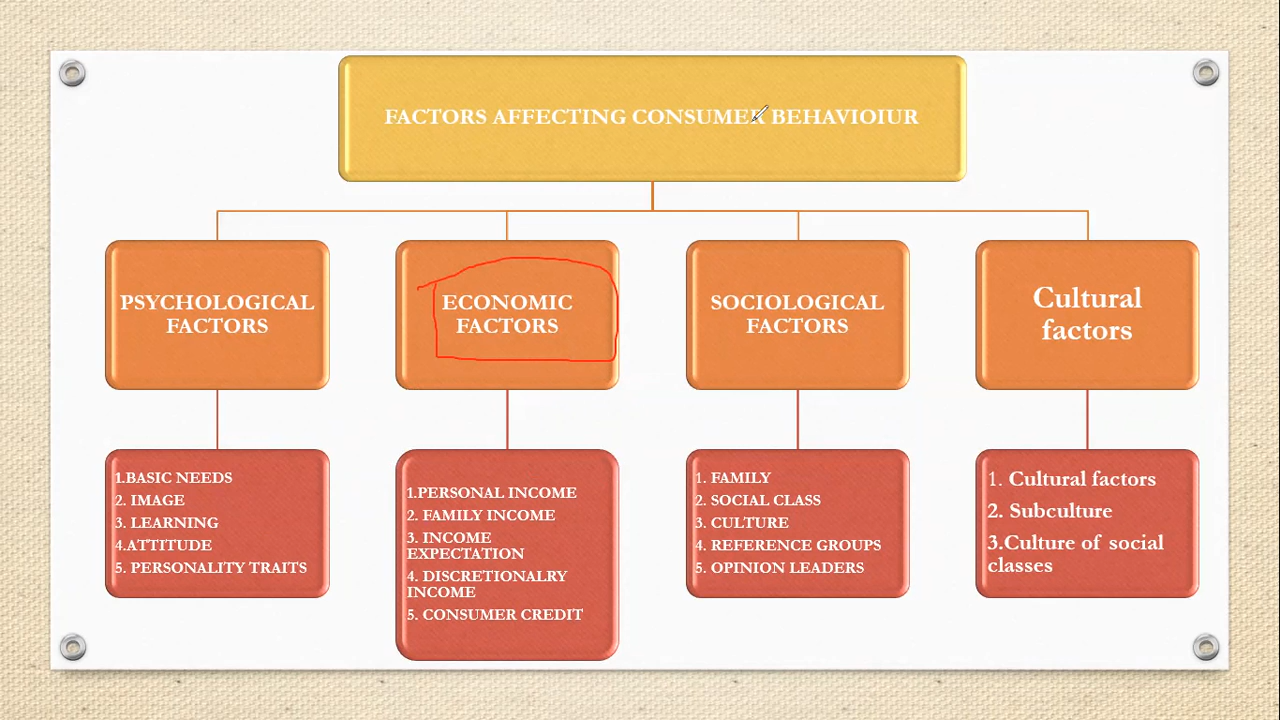 FACTORS AFFECTING CONSUMER BEHAVIOIUR
PSYCHOLOGICAL
FACTORS
1.BASIC NEEDS
2. IMAGE
3. LEARNING
4.ATTITUDE
5. PERSONALITY TRAITS
ECONOMIC
FACTORS
1.PERSONAL INCOME
2. FAMILY INCOME
3. INCOME
EXPECTATION
4. DISCRETIONALRY
INCOME
5. CONSUMER CREDIT
SOCIOLOGICAL
FACTORS
1. FAMILY
2. SOCIAL CLASS
3. CULTURE
4. REFERENCE GROUPS
5. OPINION LEADERS
Cultural
factors
1. Cultural factors
2. Subculture
3.Culture of social
classes